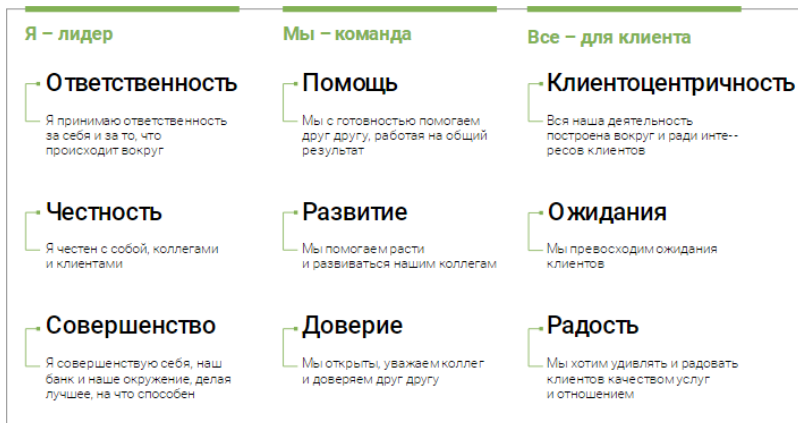 Я – лидер
Ответственность
Я принимаю ответственность
за себя и за то, что
происходит вокруг
Честность
Я честен с собой, коллегами
и клиентами
Совершенство
Я совершенствую себя, наш
банк и наше окружение, делая
лучшее, на что способен
Мы – команда
Помощь
Мы с готовностью помогаем
друг другу, работая на общий
результат
Развитие
Мы помогаем расти
и развиваться нашим коллегам
Доверие
Мы открыты, уважаем коллег
и доверяем друг другу
Все – для клиента
Клиентоцентричность
Вся наша деятельность
построена вокруг и ради инте--
ресов клиентов
Ожидания
Мы превосходим ожидания
клиентов
Радость
Мы хотим удивлять и радовать
клиентов качеством услуг
и отношением